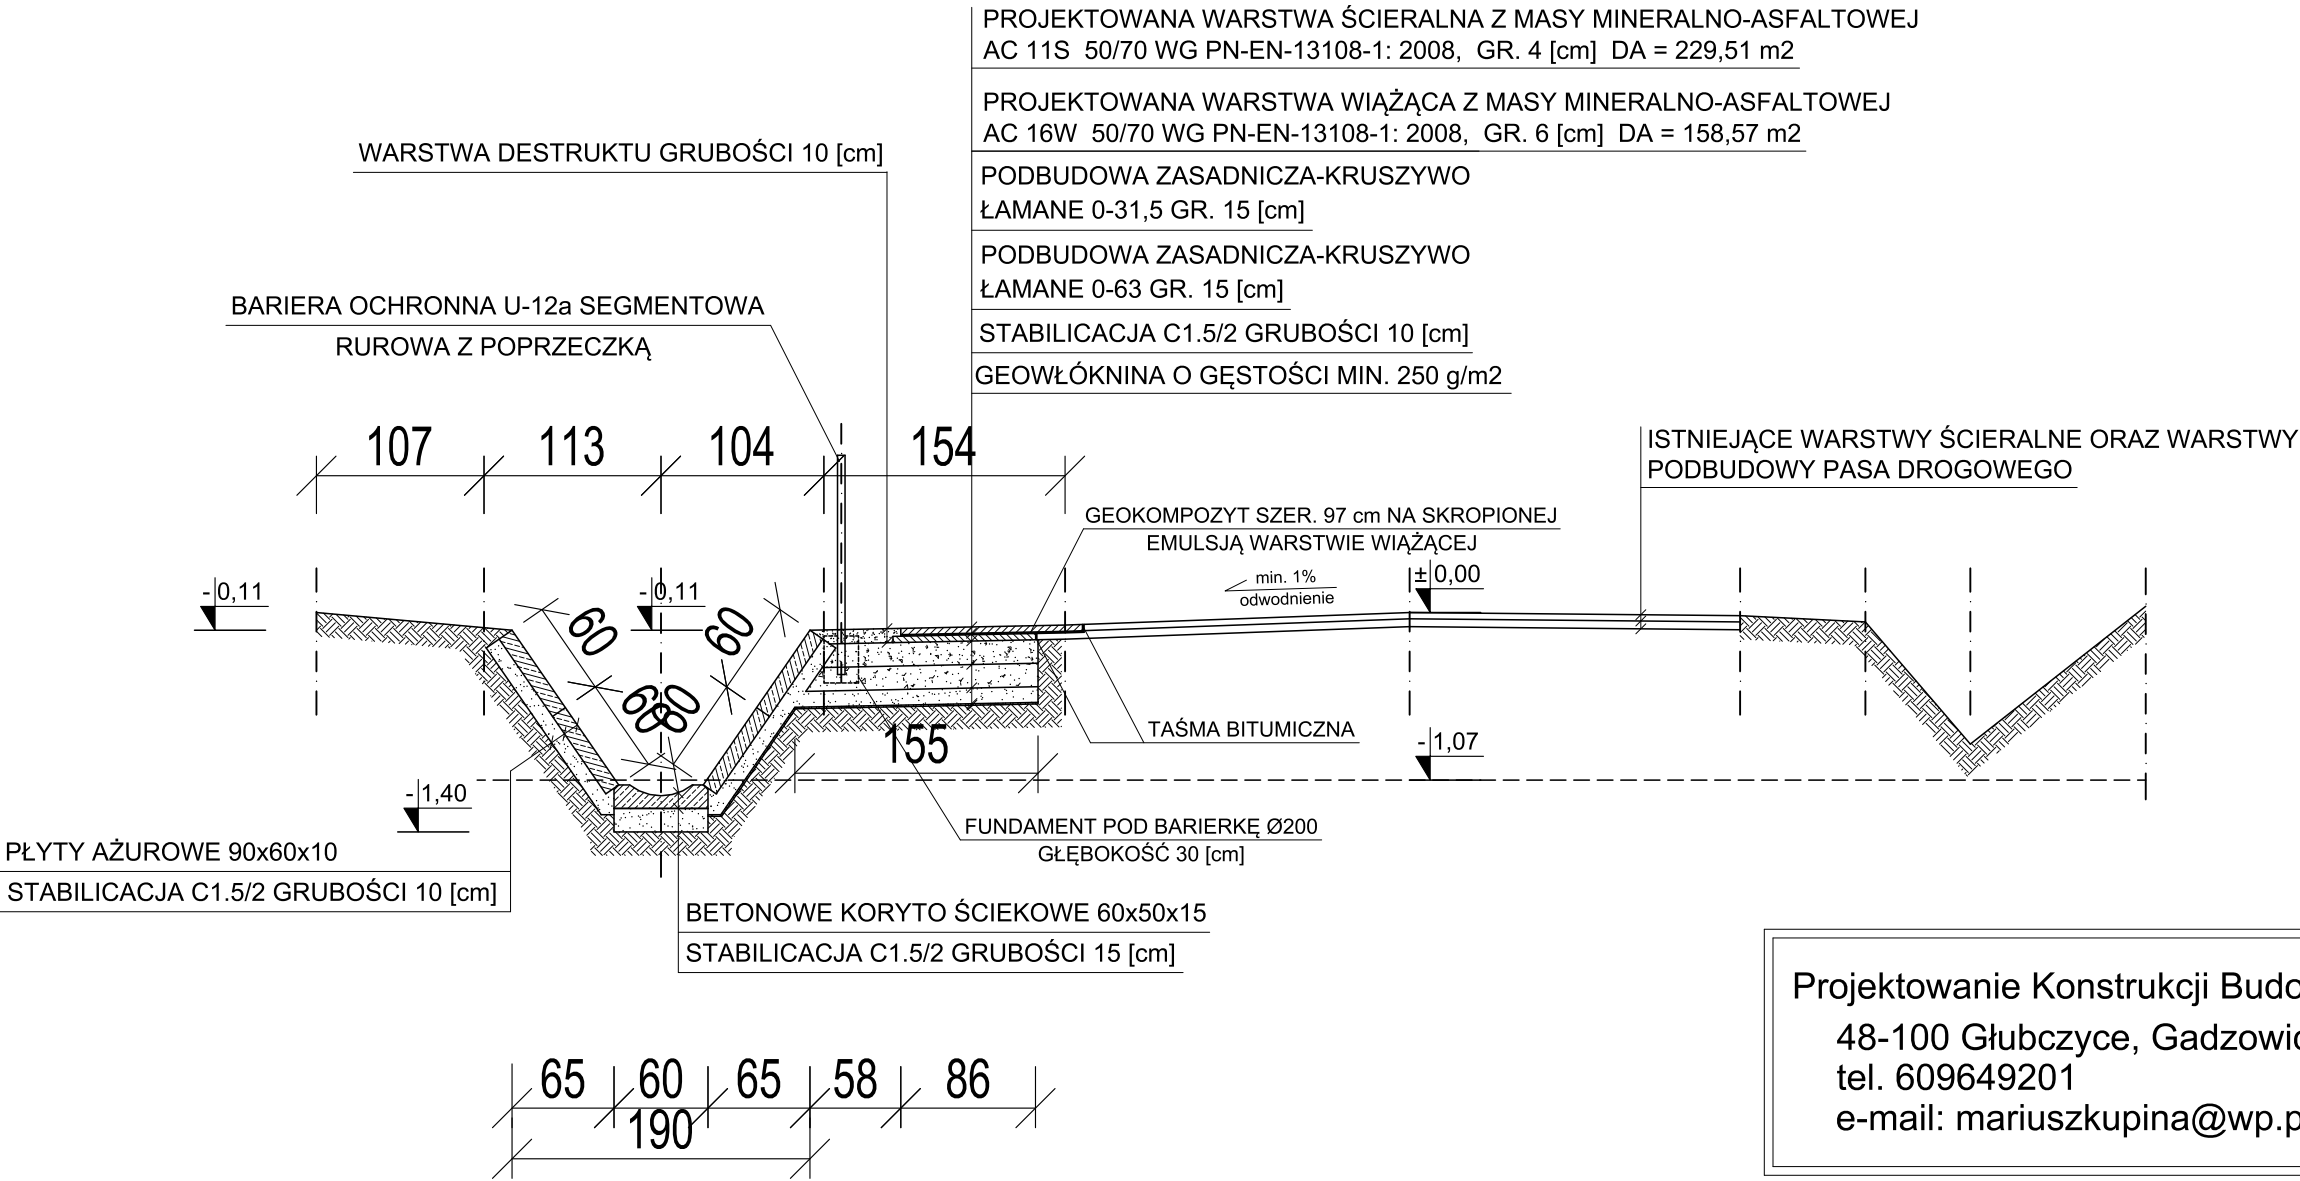 PROJEKTOWANA WARSTWA ŚCIERALNA Z MASY MINERALNO-ASFALTOWEJ
AC 11S 50/70 WG PN-EN-13108-1: 2008, GR. 4 [cm] DA = 229,51 m2
PROJEKTOWANA WARSTWA WIĄŻĄCA Z MASY MINERALNO-ASFALTOWEJ
AC 16W 50/70 WG PN-EN-13108-1: 2008, GR. 6 [cm] DA = 158,57 m2
WARSTWA DESTRUKTU GRUBOŚCI 10 [cm]
PODBUDOWA ZASADNICZA-KRUSZYWO
ŁAMANE 0-31,5 GR. 15 [cm]
PODBUDOWA ZASADNICZA-KRUSZYWO
ŁAMANE 0-63 GR. 15 [cm]
BARIERA OCHRONNA U-12a SEGMENTOWA
RUROWA Z POPRZECZKĄ
STABILICACJA C1.5/2 GRUBOŚCI 10 [cm]
GEOWŁÓKNINA O GĘSTOŚCI MIN. 250 g/m2
107 113 104 154
ISTNIEJĄCE WARSTWY ŚCIERALNE ORAZ WARSTWY
PODBUDOWY PASA DROGOWEGO
GEOKOMPOZYT SZER. 97 cm NA SKROPIONEJ
EMULSJĄ WARSTWIE WIĄŻĄCEJ
min. 1%
odwodnienie
± 0,00
- 0,11
- 0,11
60 60
60 60
TAŚMA BITUMICZNA
155
- 1,07
- 1,40
FUNDAMENT POD BARIERKĘ Ø200
GŁĘBOKOŚĆ 30 [cm]
PŁYTY AŻUROWE 90x60x10
STABILICACJA C1.5/2 GRUBOŚCI 10 [cm]
BETONOWE KORYTO ŚCIEKOWE 60x50x15
STABILICACJA C1.5/2 GRUBOŚCI 15 [cm]
65 60 65 58 86
190
Projektowanie Konstrukcji Budo
48-100 Głubczyce, Gadzowic
tel. 609649201
e-mail: mariuszkupina@wp.p